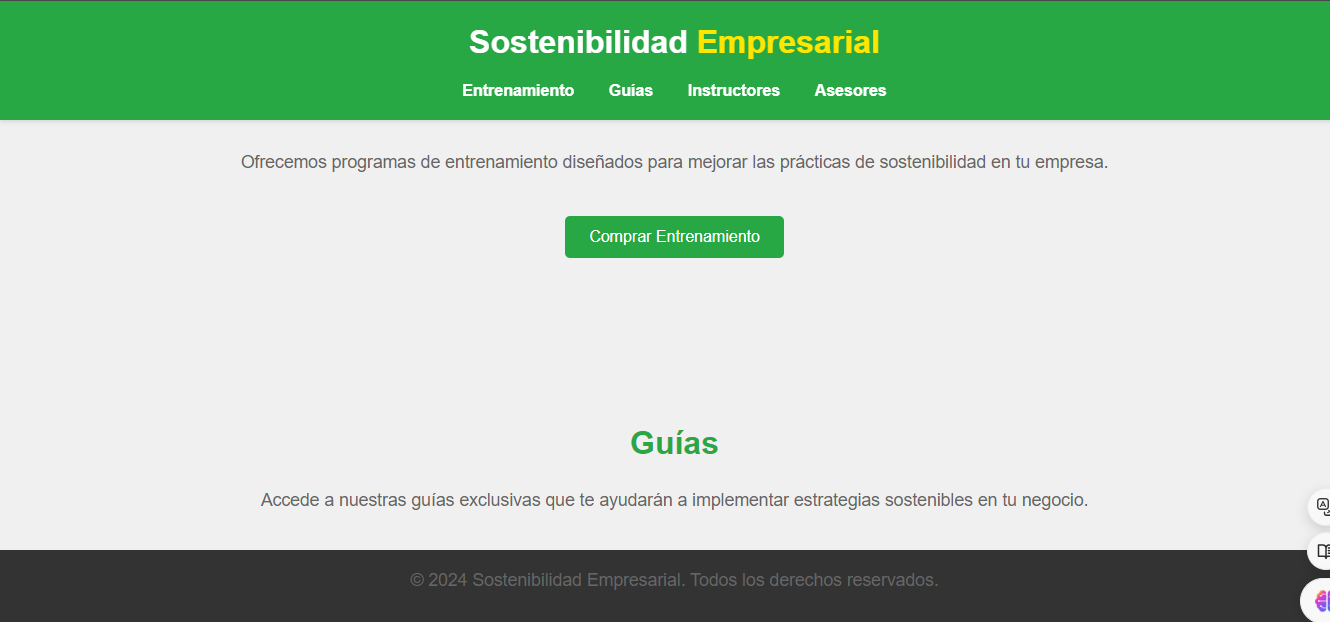 Sostenibilidad Empresarial
Entrenamiento Guías Instructores Asesores
Ofrecemos programas de entrenamiento diseñados para mejorar las prácticas de sostenibilidad en tu empresa.
Comprar Entrenamiento
Guías
Accede a nuestras guías exclusivas que te ayudarán a implementar estrategias sostenibles en tu negocio.
© 2024 Sostenibilidad Empresarial. Todos los derechos reservados.